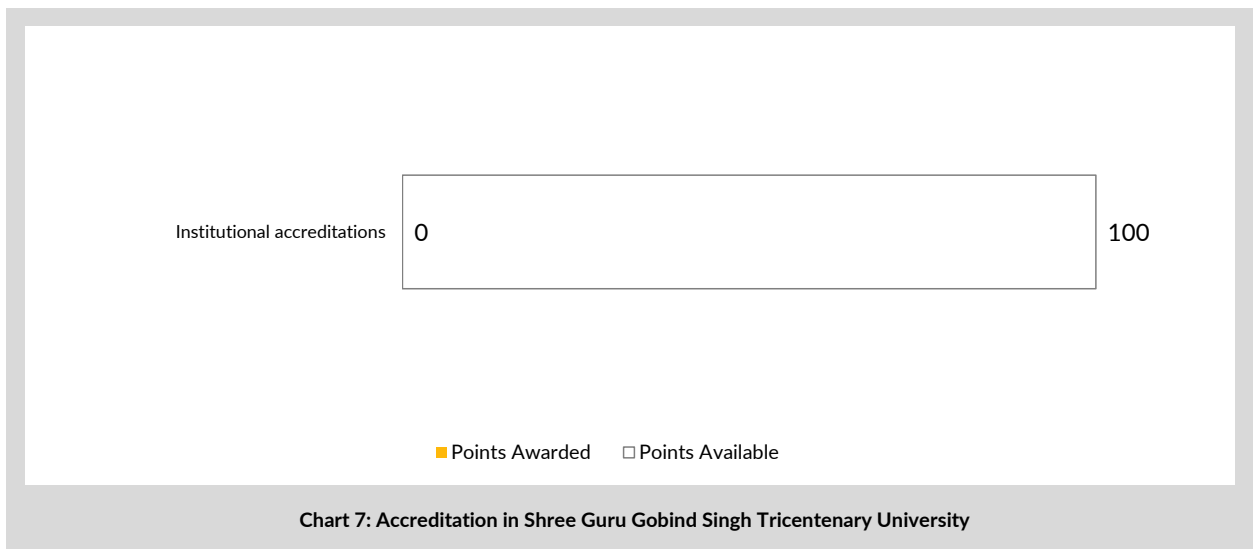 Institutional accreditations 0 100
Points Awarded Points Available
Chart 7: Accreditation in Shree Guru Gobind Singh Tricentenary University